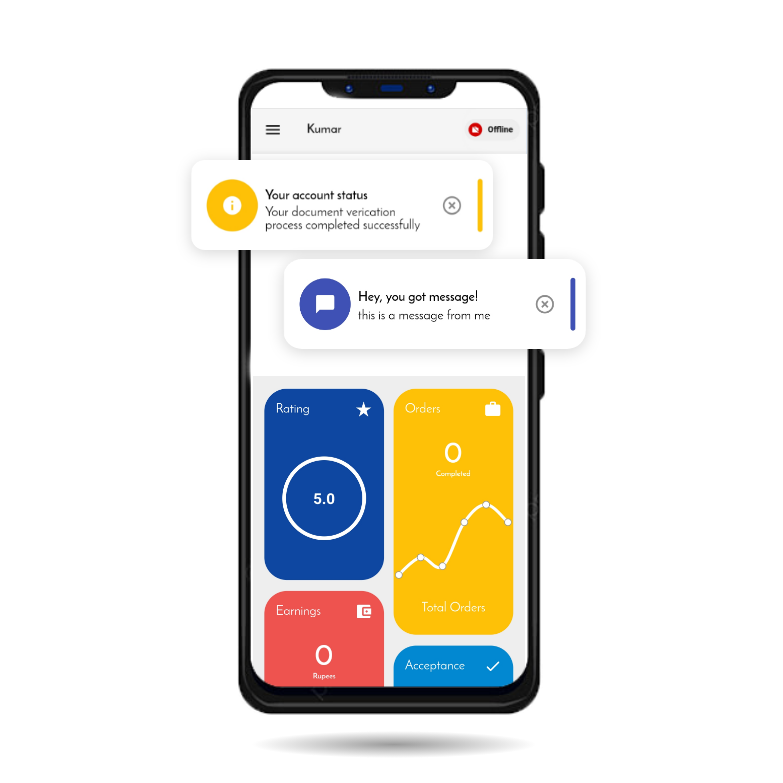 Kumar
Offline
Your account status
Your document verication
process completed successfully
Hey, you got message!
this is a message from me
Rating
5.0
Orders
0
Completed
Total Orders
Earnings
0
Rupees
Acceptance